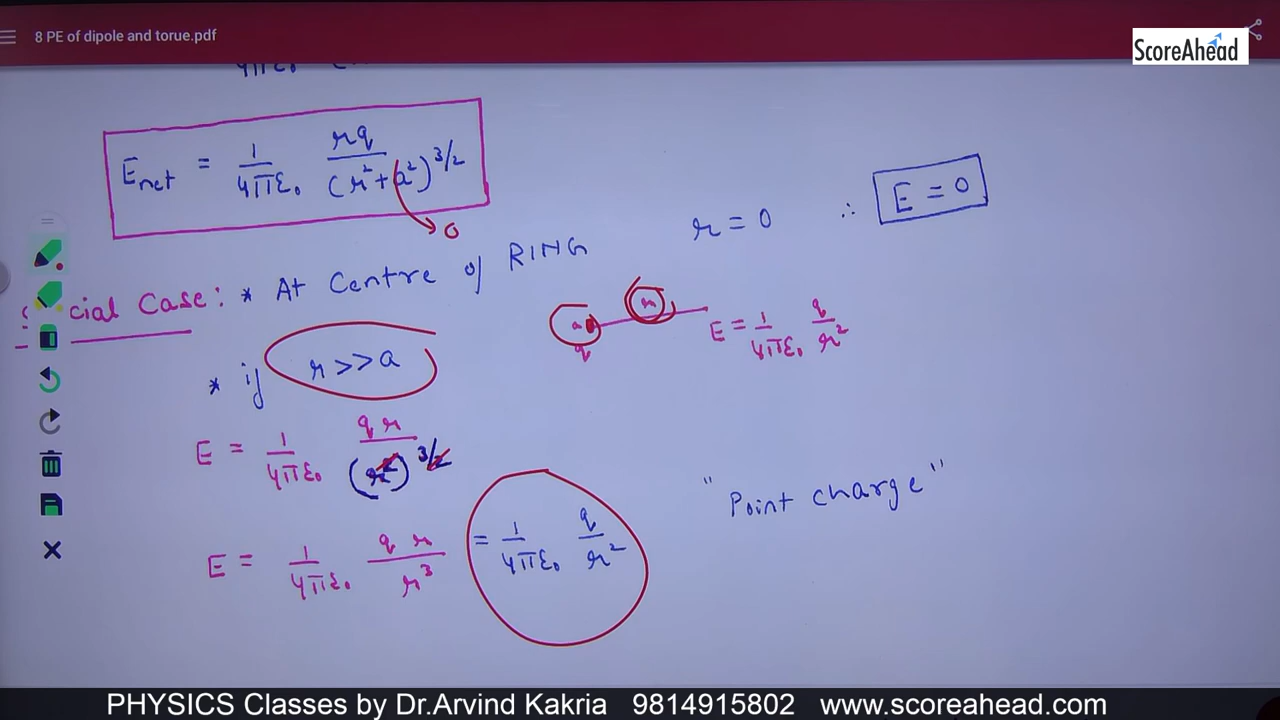 8 PE of dipole and torue.pdf
ScoreAhead
4πε₀
E_net = 1/4πε₀ rq/(r²+a²)^3/2
0
r = 0 ∴ E = 0
cial Case: * At Centre of RING
a r
q
E = 1/4πε₀ q/r²
* if r >> a
E = 1/4πε₀ qr/(r²)^3/2
"Point charge"
E = 1/4πε₀ qr/r³ = 1/4πε₀ q/r²
PHYSICS Classes by Dr.Arvind Kakria 9814915802 www.scoreahead.com